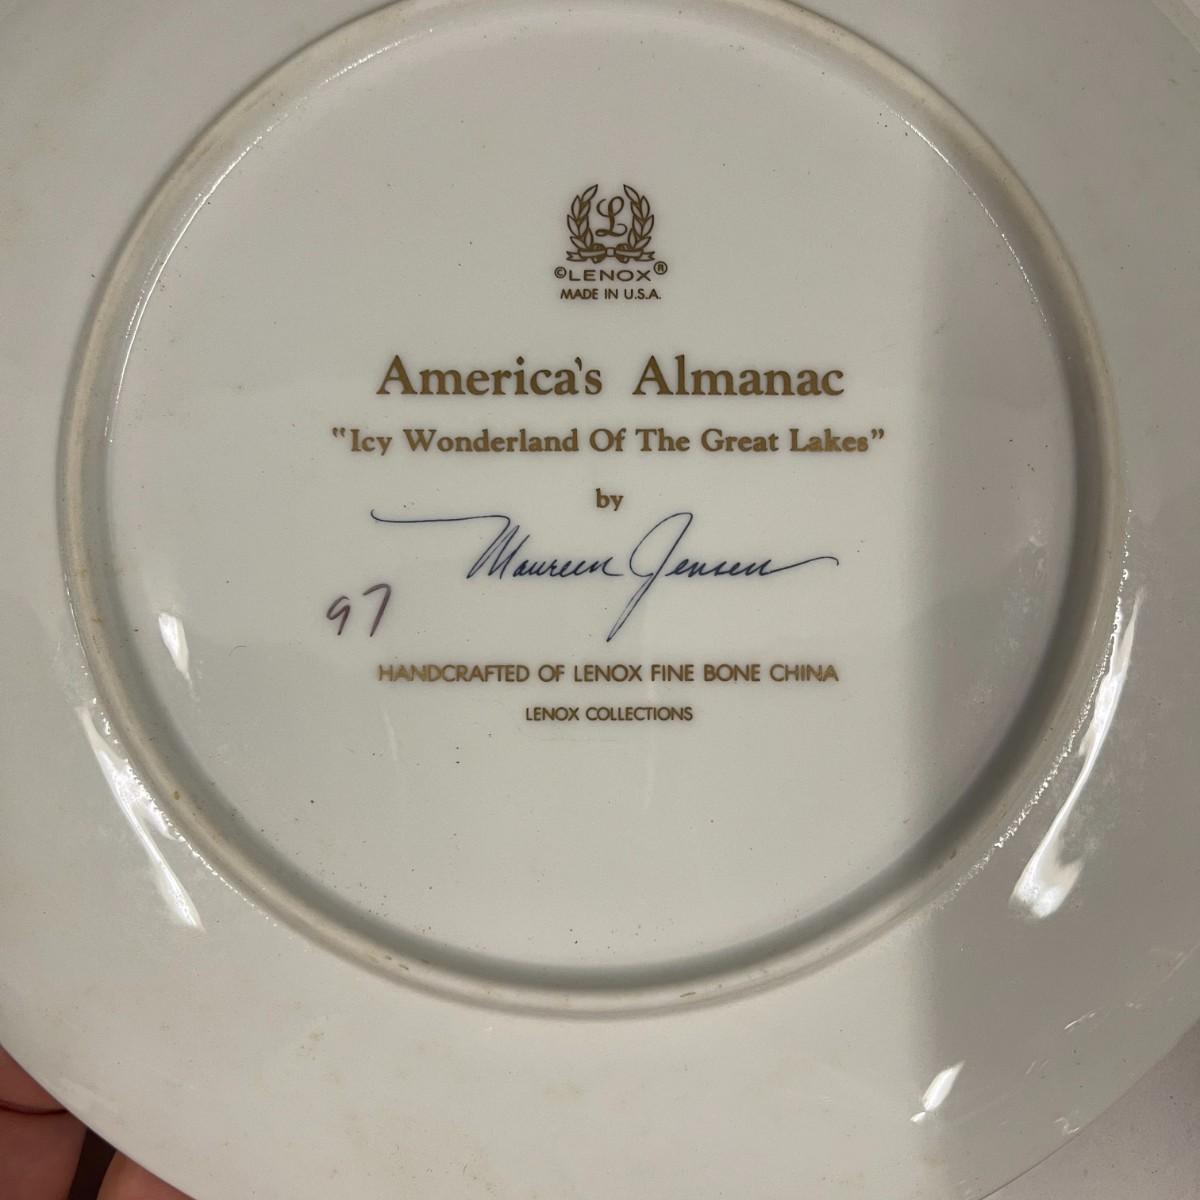 L
©LENOX®
MADE IN U.S.A.
America's Almanac
"Icy Wonderland Of The Great Lakes"
by
Maureen Jensen
97
HANDCRAFTED OF LENOX FINE BONE CHINA
LENOX COLLECTIONS